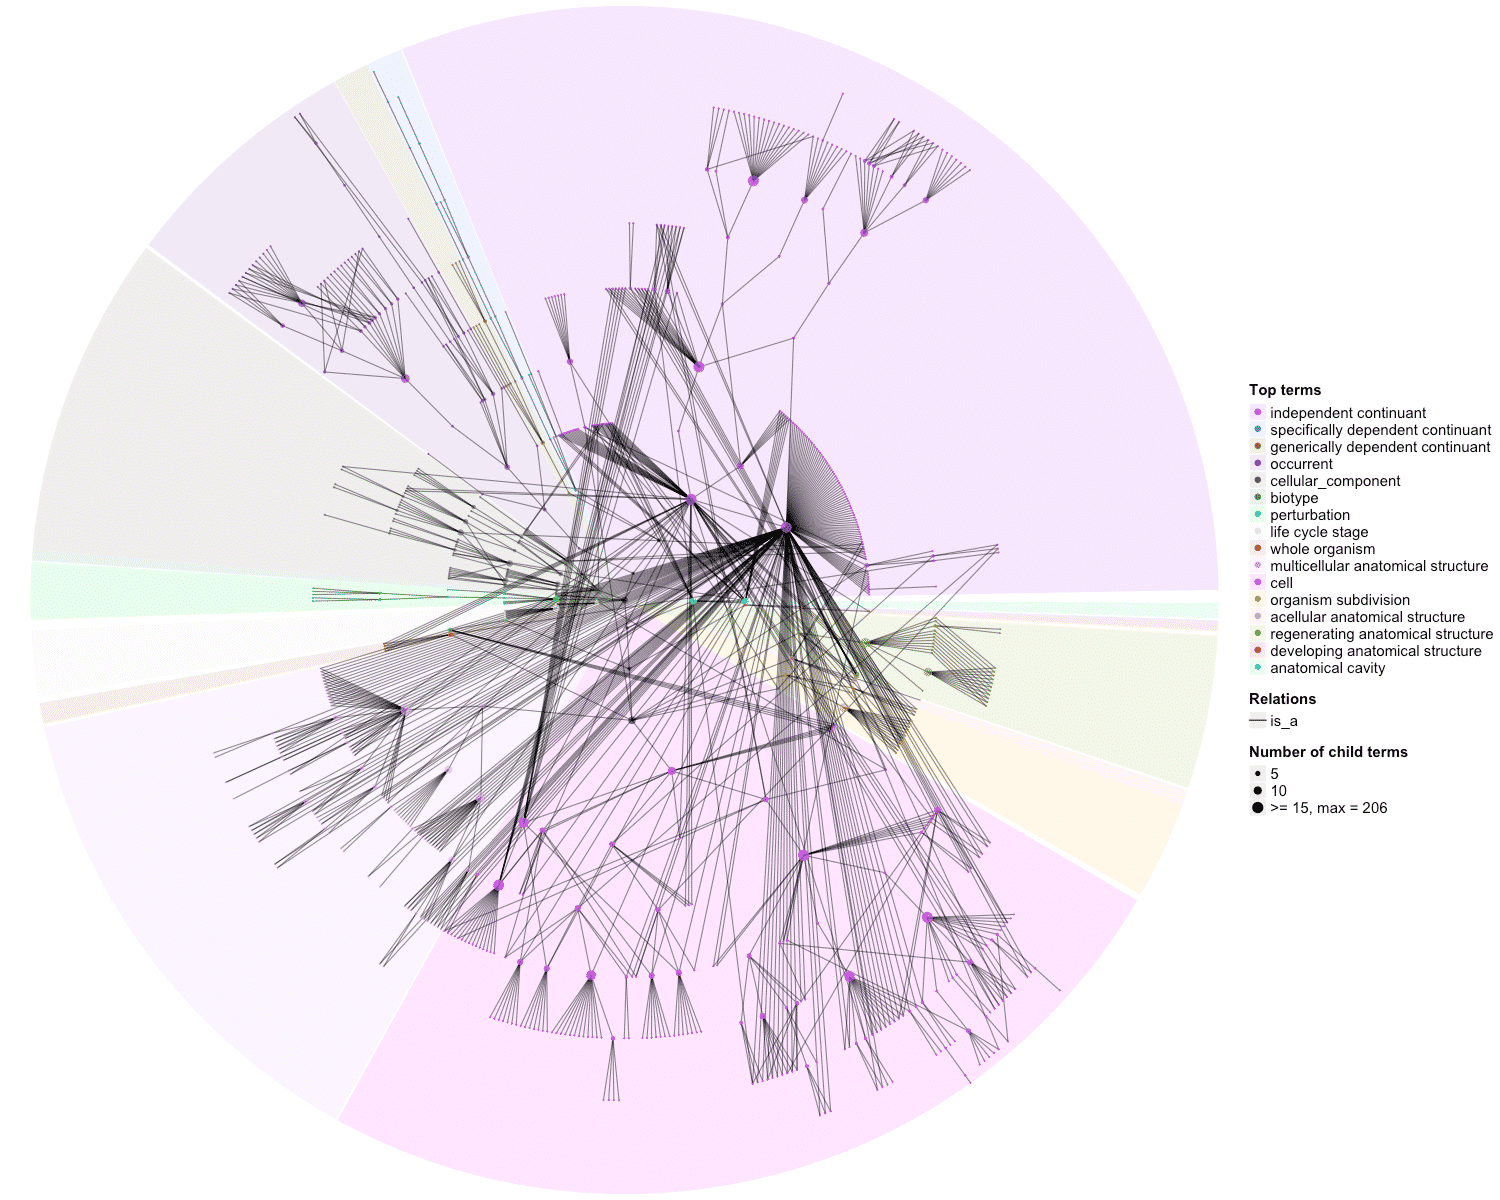 Top terms
independent continuant
specifically dependent continuant
generically dependent continuant
occurrent
cellular_component
biotype
perturbation
life cycle stage
whole organism
multicellular anatomical structure
cell
organism subdivision
acellular anatomical structure
regenerating anatomical structure
developing anatomical structure
anatomical cavity
Relations
is_a
Number of child terms
5
10
>= 15, max = 206